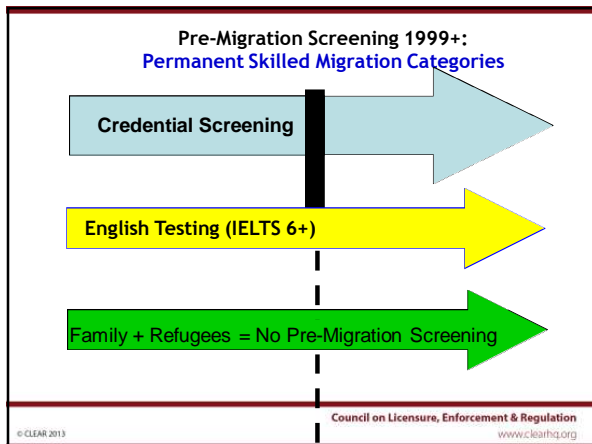 Pre-Migration Screening 1999+:
Permanent Skilled Migration Categories
Credential Screening
English Testing (IELTS 6+)
Family + Refugees = No Pre-Migration Screening
Council on Licensure, Enforcement & Regulation
© CLEAR 2013
www.clearhq.org